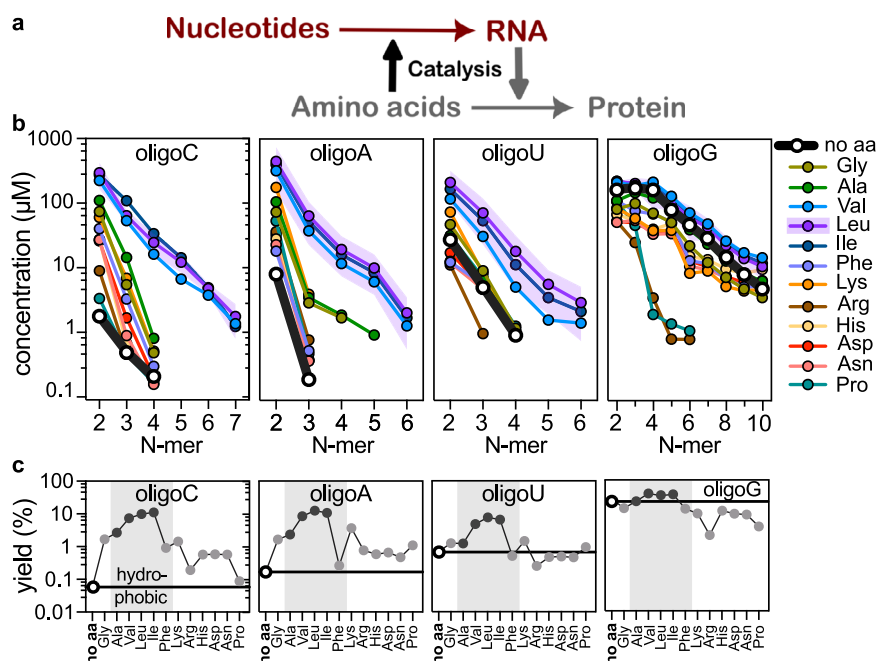 a
Nucleotides RNA
Catalysis
Amino acids Protein
b
oligoC oligoA oligoU oligoG
concentration (µM)
1000
100
10
1
0.1
2 3 4 5 6 7
2 3 4 5 6
2 3 4 5 6
2 4 6 8 10
N-mer N-mer N-mer N-mer
no aa
Gly
Ala
Val
Leu
Ile
Phe
Lys
Arg
His
Asp
Asn
Pro
c
oligoC oligoA oligoU oligoG
yield (%)
100
10
1
0.1
0.01
hydro-
phobic
no aa Gly Ala Val Leu Ile Phe Lys Arg His Asp Asn Pro
no aa Gly Ala Val Leu Ile Phe Lys Arg His Asp Asn Pro
no aa Gly Ala Val Leu Ile Phe Lys Arg His Asp Asn Pro
no aa Gly Ala Val Leu Ile Phe Lys Arg His Asp Asn Pro